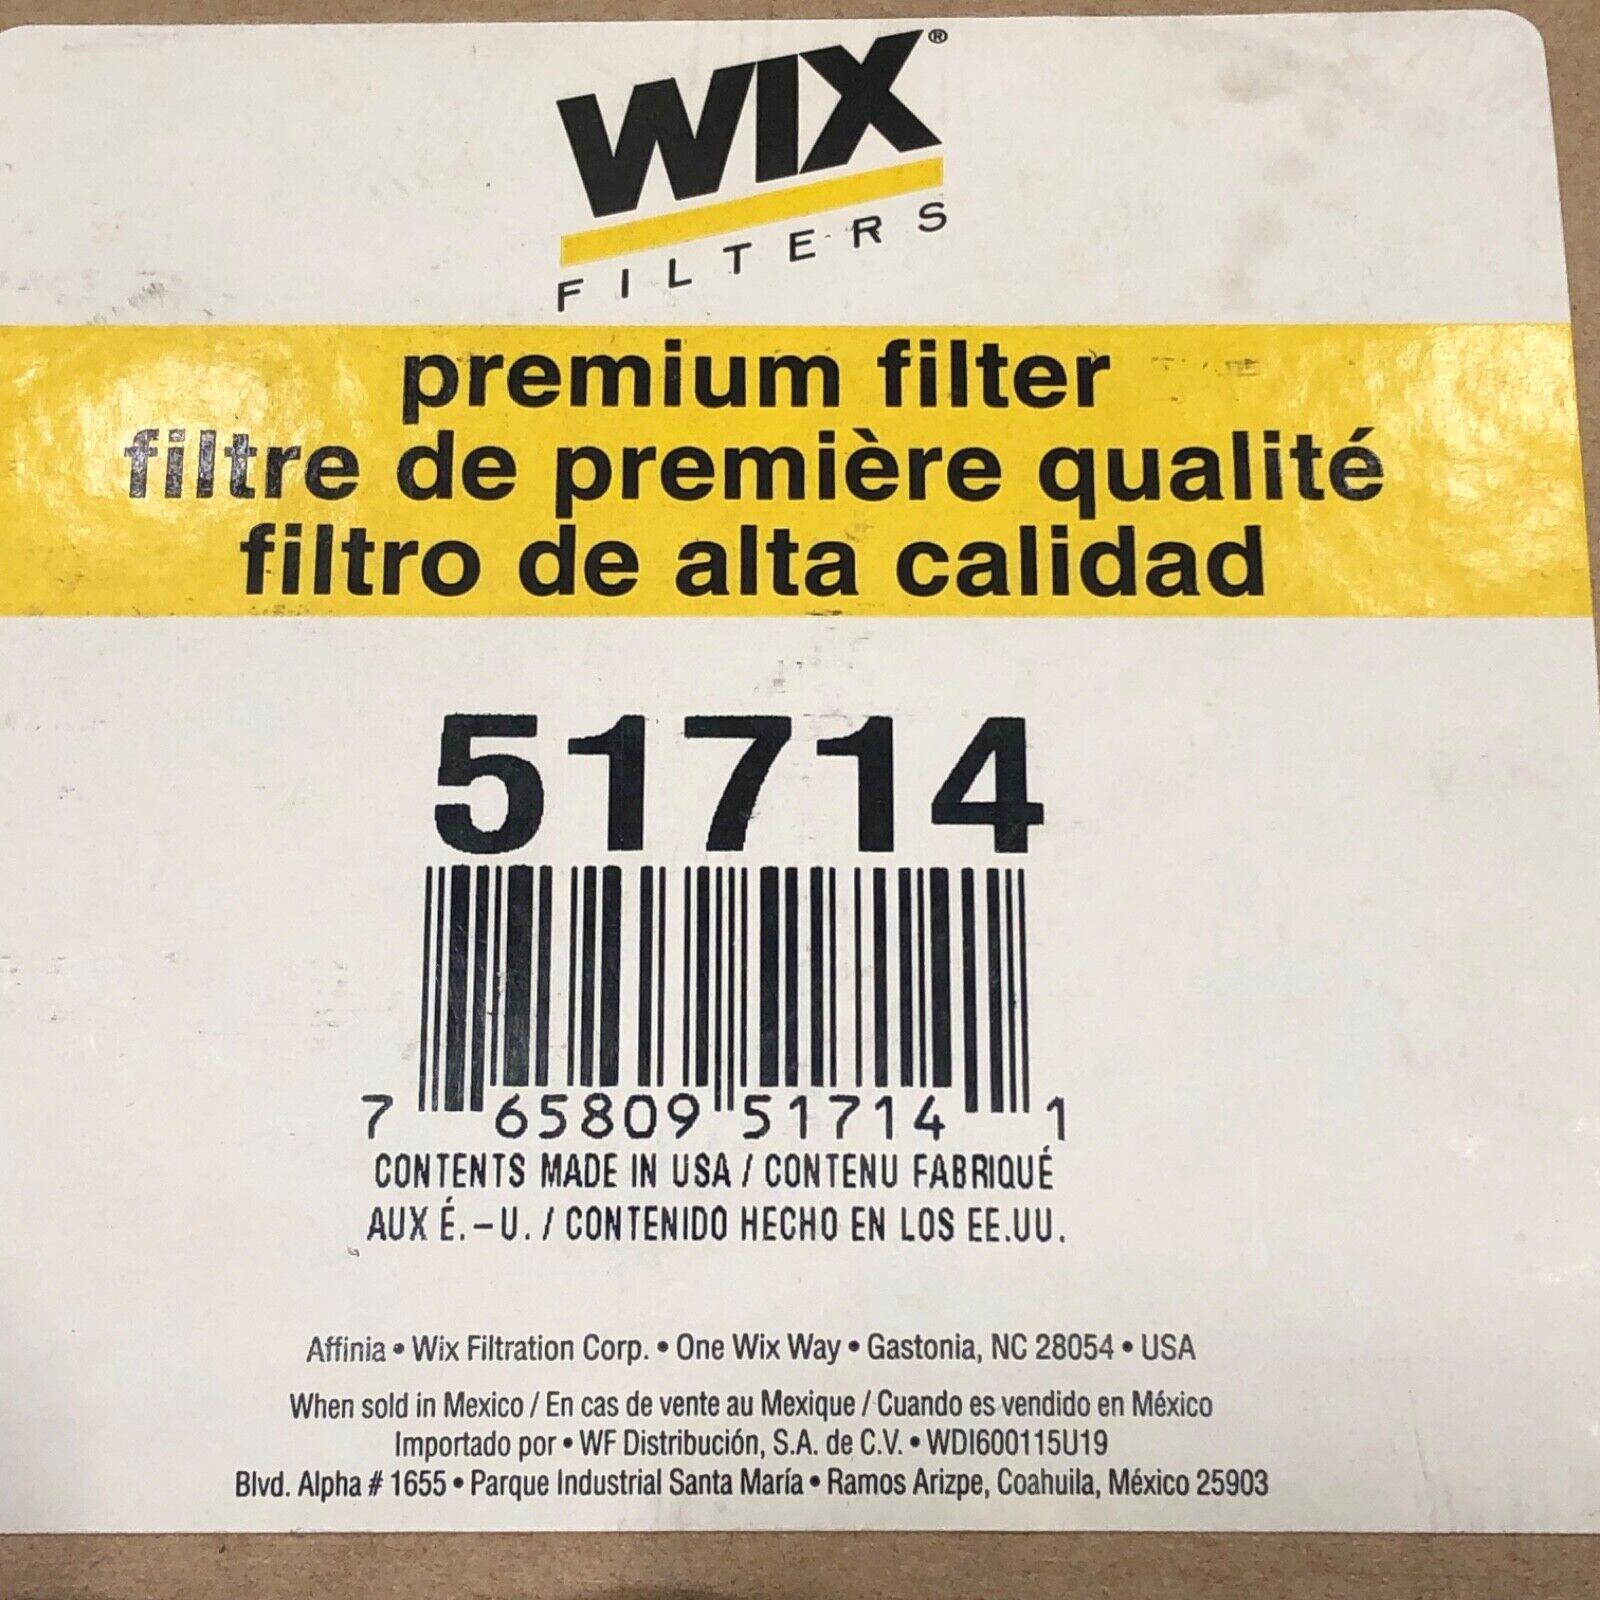 WIX®
FILTERS
premium filter
filtre de première qualité
filtro de alta calidad
51714
7 65809 51714 1
CONTENTS MADE IN USA / CONTENU FABRIQUÉ
AUX É.-U. / CONTENIDO HECHO EN LOS EE.UU.
Affinia • Wix Filtration Corp. • One Wix Way • Gastonia, NC 28054 • USA
When sold in Mexico / En cas de vente au Mexique / Cuando es vendido en México
Importado por • WF Distribución, S.A. de C.V. • WDI600115U19
Blvd. Alpha # 1655 • Parque Industrial Santa María • Ramos Arizpe, Coahuila, México 25903